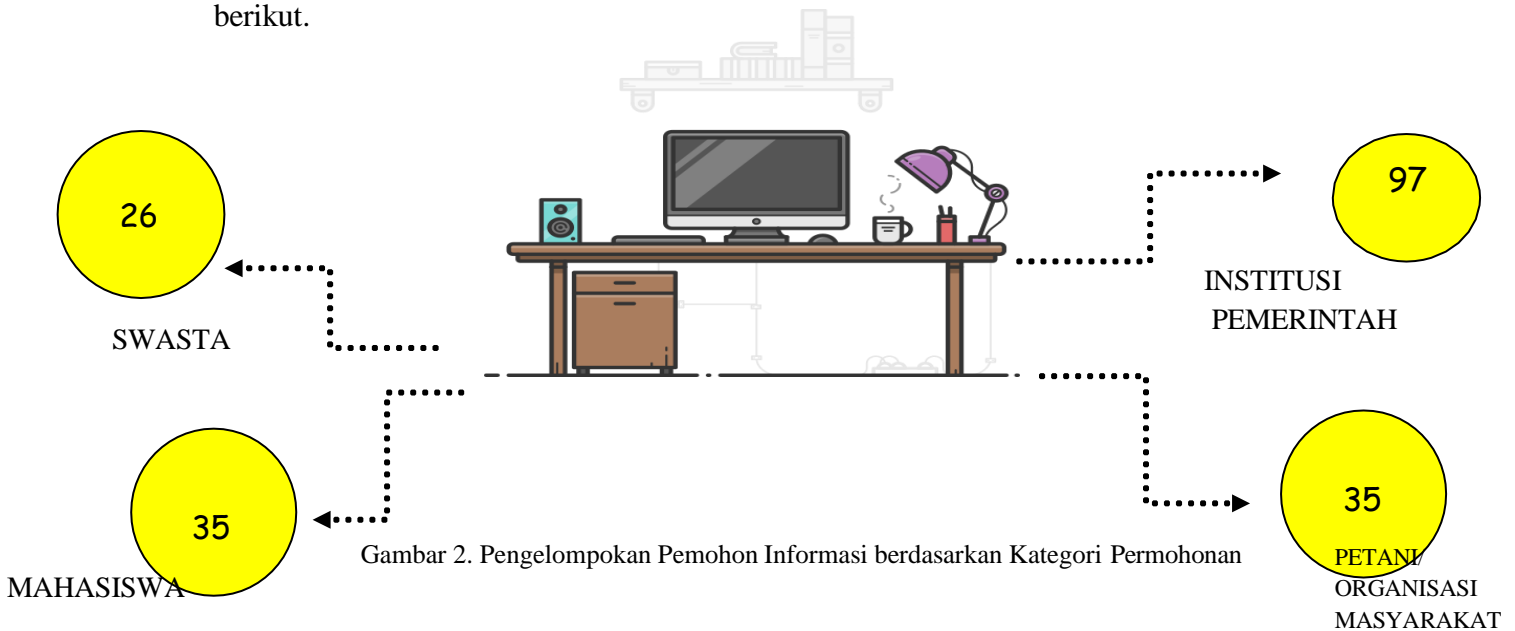 berikut.
26
SWASTA
97
INSTITUSI
PEMERINTAH
35
MAHASISWA
35
PETANI/
ORGANISASI
MASYARAKAT
Gambar 2. Pengelompokan Pemohon Informasi berdasarkan Kategori Permohonan